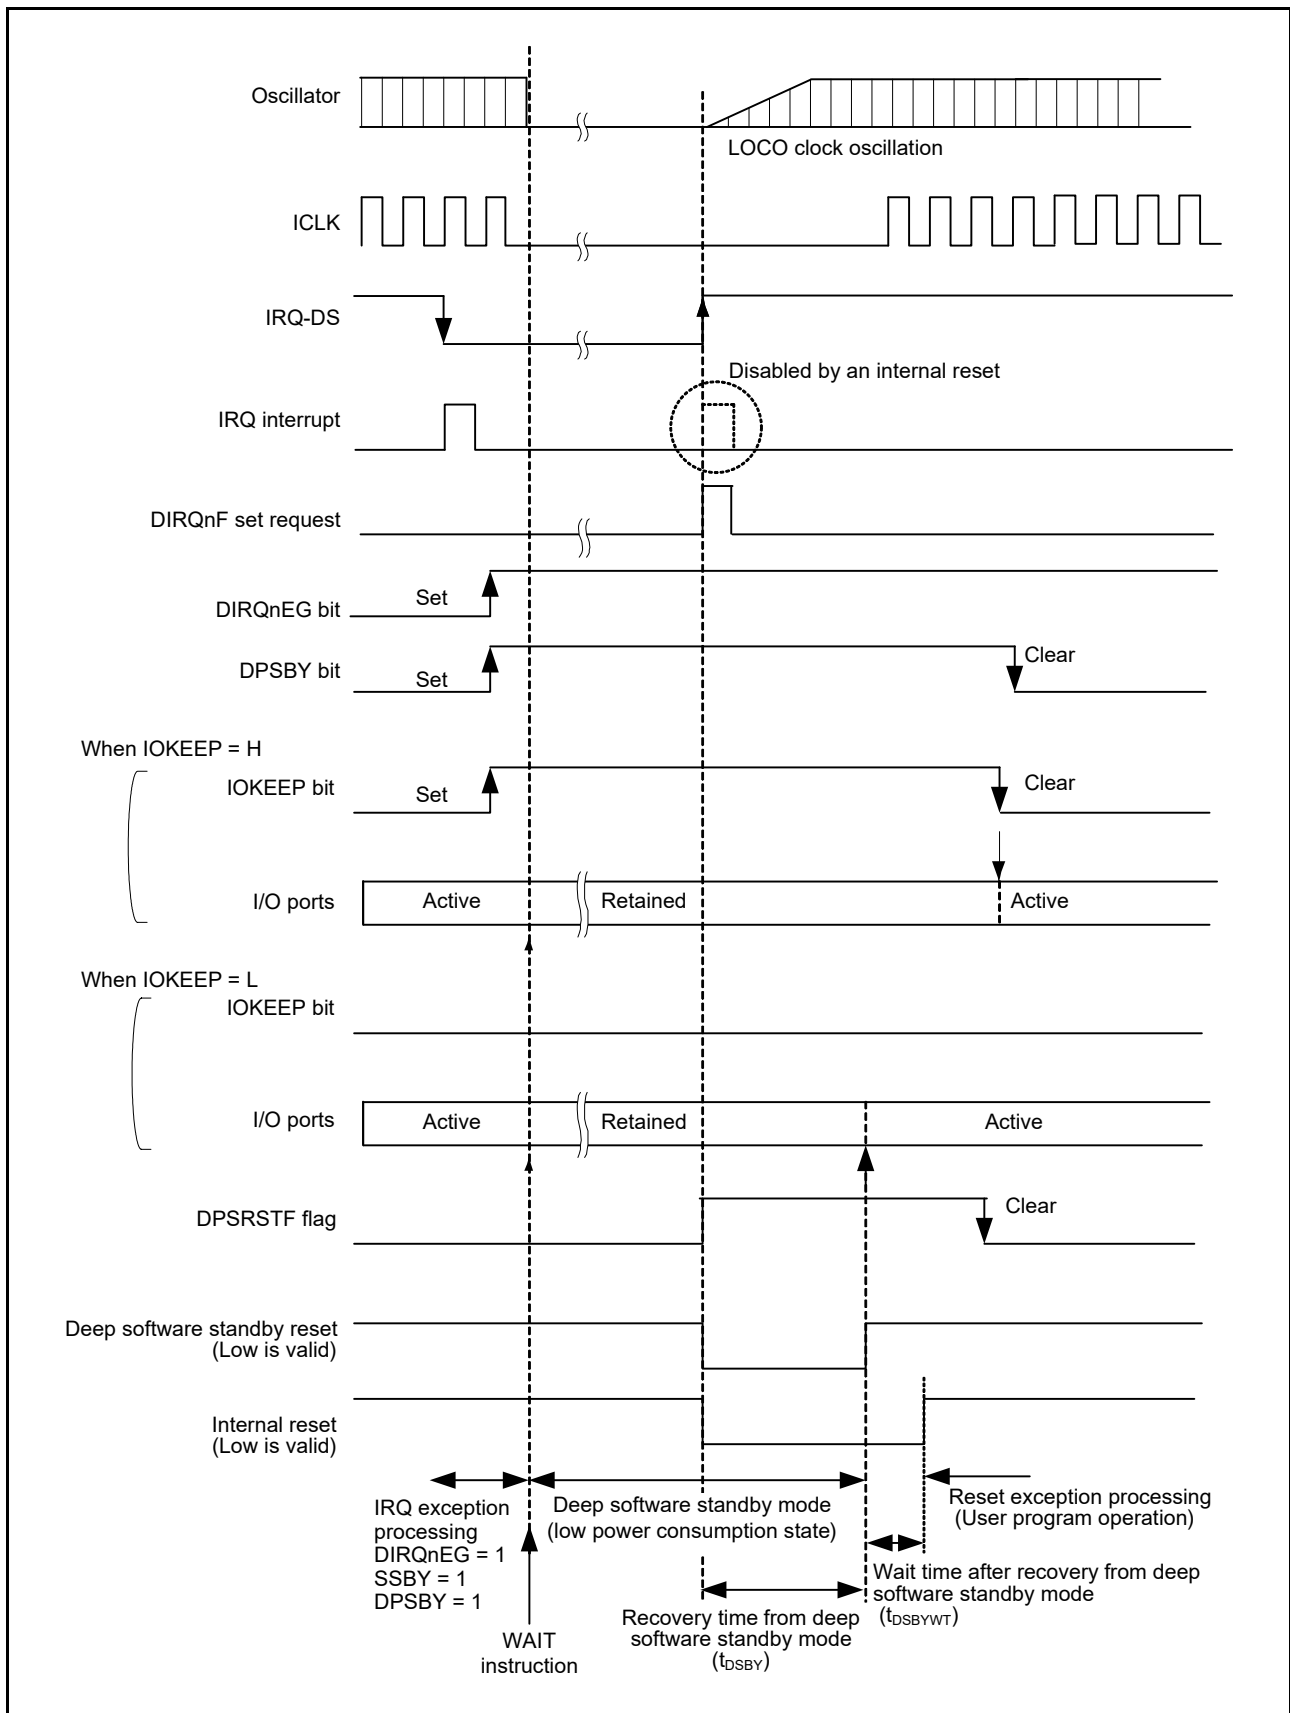 Oscillator
LOCO clock oscillation
ICLK
IRQ-DS
Disabled by an internal reset
IRQ interrupt
DIRQnF set request
DIRQnEG bit
Set
DPSBY bit
Set
Clear
When IOKEEP = H
IOKEEP bit
Set
Clear
I/O ports
Active
Retained
Active
When IOKEEP = L
IOKEEP bit
I/O ports
Active
Retained
Active
DPSRSTF flag
Clear
Deep software standby reset
(Low is valid)
Internal reset
(Low is valid)
IRQ exception
processing
DIRQnEG = 1
SSBY = 1
DPSBY = 1
Deep software standby mode
(low power consumption state)
Reset exception processing
(User program operation)
Wait time after recovery from deep
software standby mode
(tDSBYWT)
Recovery time from deep
software standby mode
(tDSBY)
WAIT
instruction